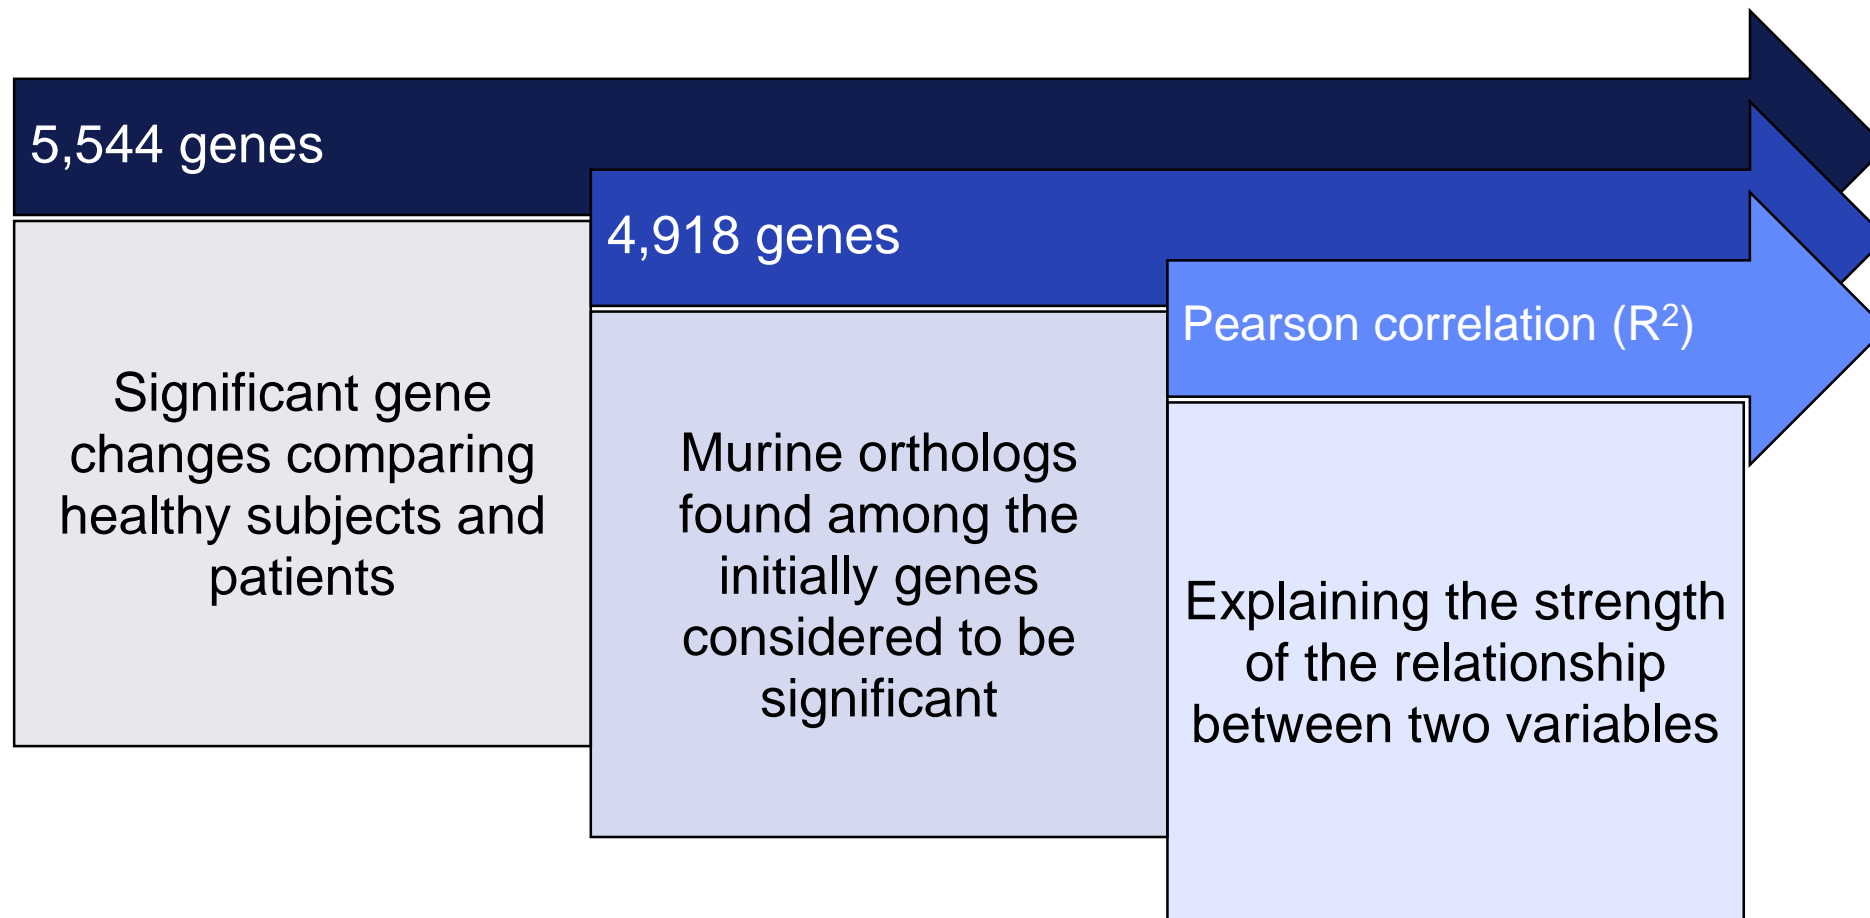 5,544 genes
Significant gene
changes comparing
healthy subjects and
patients
4,918 genes
Murine orthologs
found among the
initially genes
considered to be
significant
Pearson correlation (R²)
Explaining the strength
of the relationship
between two variables